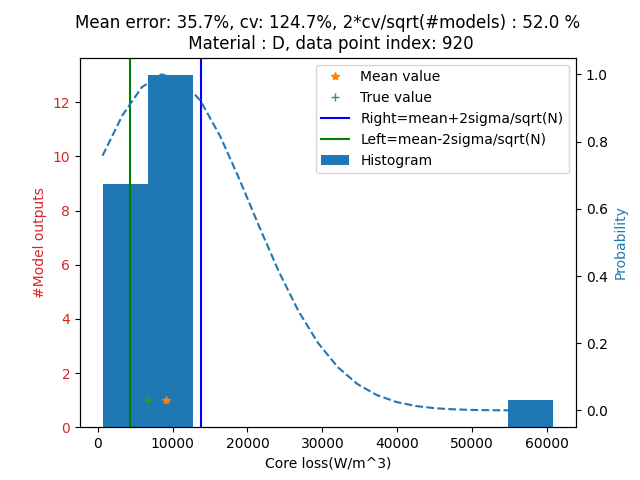 Mean error: 35.7%, cv: 124.7%, 2*cv/sqrt(#models) : 52.0 %
Material : D, data point index: 920
Mean value
True value
Right=mean+2sigma/sqrt(N)
Left=mean-2sigma/sqrt(N)
Histogram
#Model outputs
12
10
8
6
4
2
0
1.0
0.8
0.6
0.4
0.2
0.0
Probability
0
10000
20000
30000
40000
50000
60000
Core loss(W/m^3)